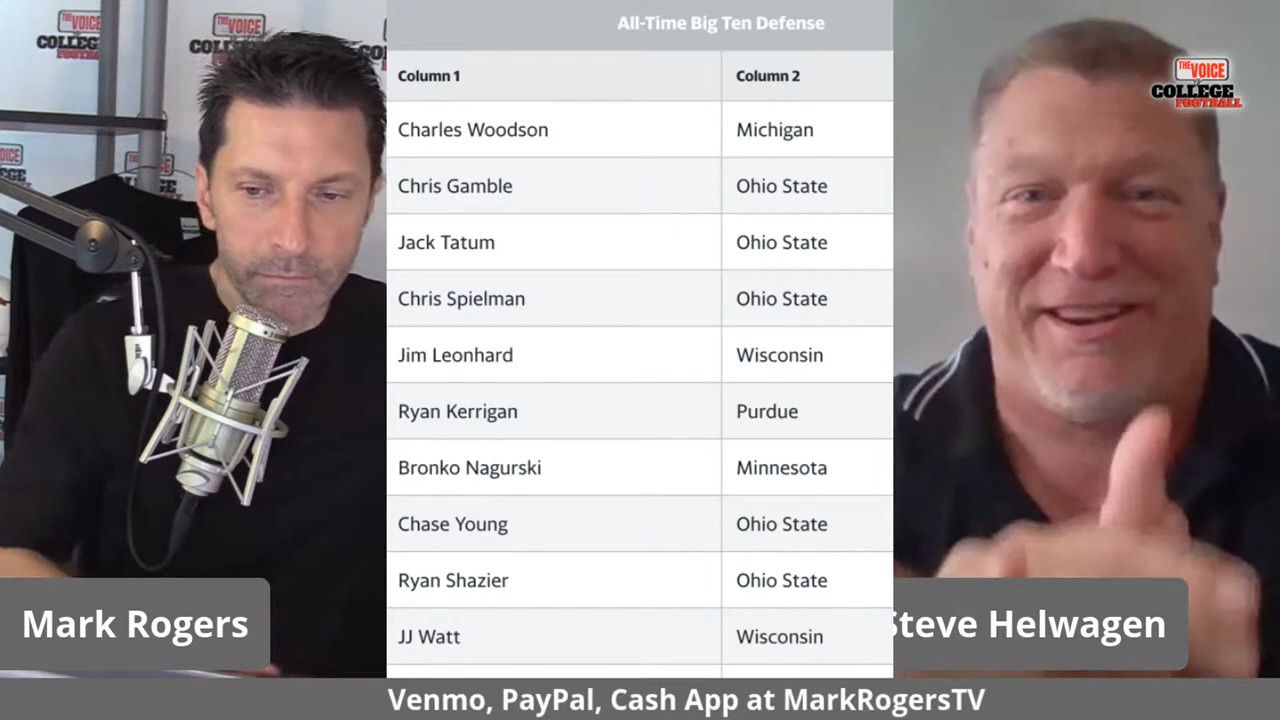 THE VOICE
COLLEGE
FOOTBALL
All-Time Big Ten Defense
Column 1 Column 2
Charles Woodson Michigan
Chris Gamble Ohio State
Jack Tatum Ohio State
Chris Spielman Ohio State
Jim Leonhard Wisconsin
Ryan Kerrigan Purdue
Bronko Nagurski Minnesota
Chase Young Ohio State
Ryan Shazier Ohio State
JJ Watt Wisconsin
Mark Rogers
Steve Helwagen
Venmo, PayPal, Cash App at MarkRogersTV